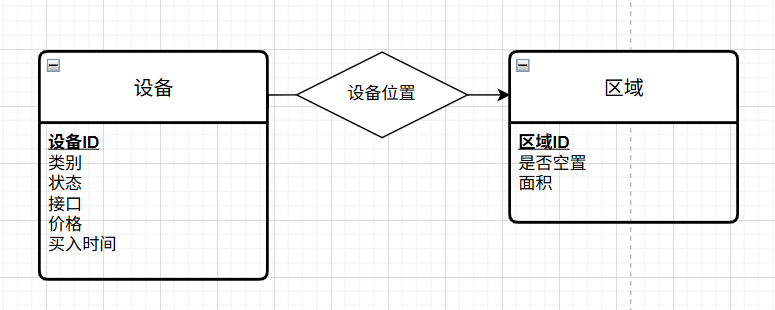 设备
设备ID
类别
状态
接口
价格
买入时间
设备位置
区域
区域ID
是否空置
面积